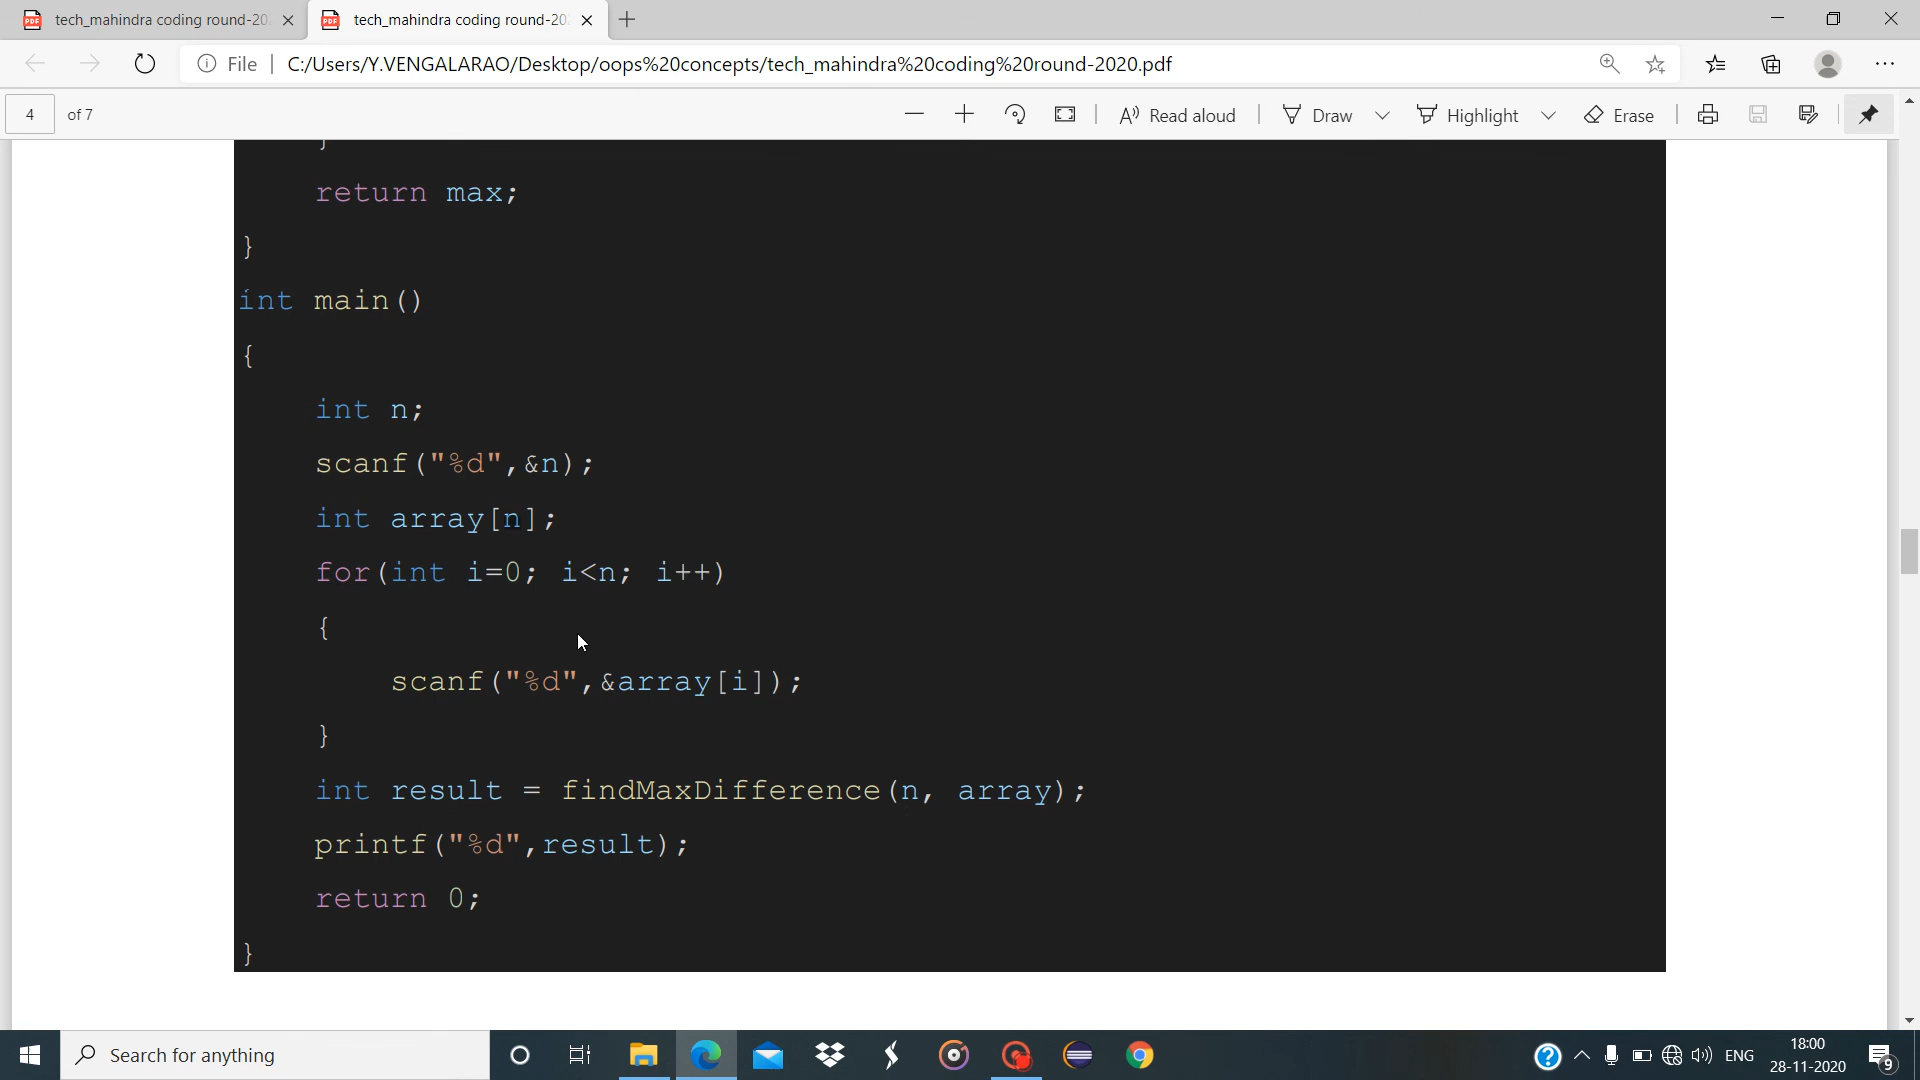 tech_mahindra coding round-20
tech_mahindra coding round-20
File
C:/Users/Y.VENGALARAO/Desktop/oops%20concepts/tech_mahindra%20coding%20round-2020.pdf
4 of 7
Read aloud
Draw
Highlight
Erase
}
return max;
}
int main()
{
int n;
scanf("%d",&n);
int array[n];
for(int i=0; i<n; i++)
{
scanf("%d",&array[i]);
}
int result = findMaxDifference(n, array);
printf("%d",result);
return 0;
}
Search for anything
ENG
18:00
28-11-2020
9